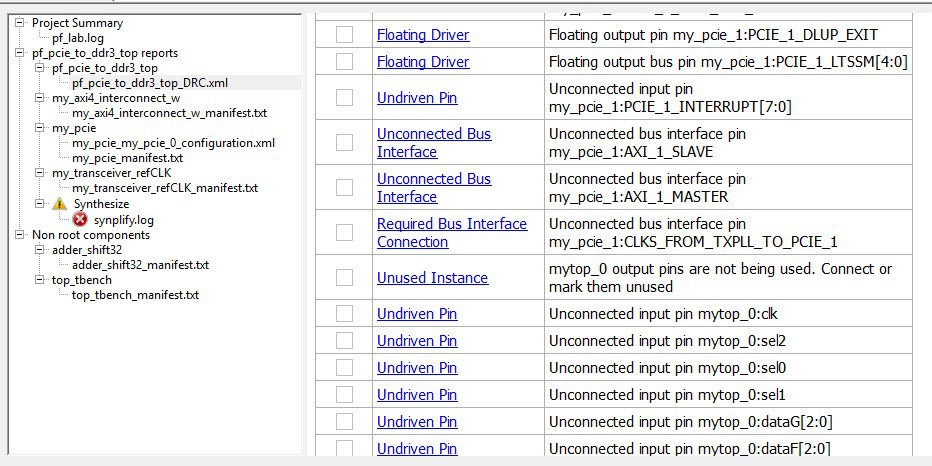 Project Summary
pf_lab.log
pf_pcie_to_ddr3_top reports
pf_pcie_to_ddr3_top
pf_pcie_to_ddr3_top_DRC.xml
my_axi4_interconnect_w
my_axi4_interconnect_w_manifest.txt
my_pcie
my_pcie_my_pcie_0_configuration.xml
my_pcie_manifest.txt
my_transceiver_refCLK
my_transceiver_refCLK_manifest.txt
Synthesize
synplify.log
Non root components
adder_shift32
adder_shift32_manifest.txt
top_tbench
top_tbench_manifest.txt
Floating Driver
Floating output pin my_pcie_1:PCIE_1_DLUP_EXIT
Floating Driver
Floating output bus pin my_pcie_1:PCIE_1_LTSSM[4:0]
Undriven Pin
Unconnected input pin
my_pcie_1:PCIE_1_INTERRUPT[7:0]
Unconnected Bus
Interface
Unconnected bus interface pin
my_pcie_1:AXI_1_SLAVE
Unconnected Bus
Interface
Unconnected bus interface pin
my_pcie_1:AXI_1_MASTER
Required Bus Interface
Connection
Unconnected bus interface pin
my_pcie_1:CLKS_FROM_TXPLL_TO_PCIE_1
Unused Instance
mytop_0 output pins are not being used. Connect or
mark them unused
Undriven Pin
Unconnected input pin mytop_0:clk
Undriven Pin
Unconnected input pin mytop_0:sel2
Undriven Pin
Unconnected input pin mytop_0:sel0
Undriven Pin
Unconnected input pin mytop_0:sel1
Undriven Pin
Unconnected input pin mytop_0:dataG[2:0]
Undriven Pin
Unconnected input pin mytop_0:dataF[2:0]